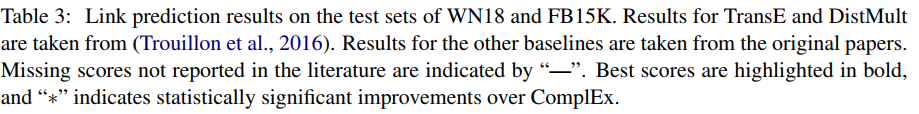 Table 3: Link prediction results on the test sets of WN18 and FB15K. Results for TransE and DistMult
are taken from (Trouillon et al., 2016). Results for the other baselines are taken from the original papers.
Missing scores not reported in the literature are indicated by “—”. Best scores are highlighted in bold,
and “∗” indicates statistically significant improvements over ComplEx.